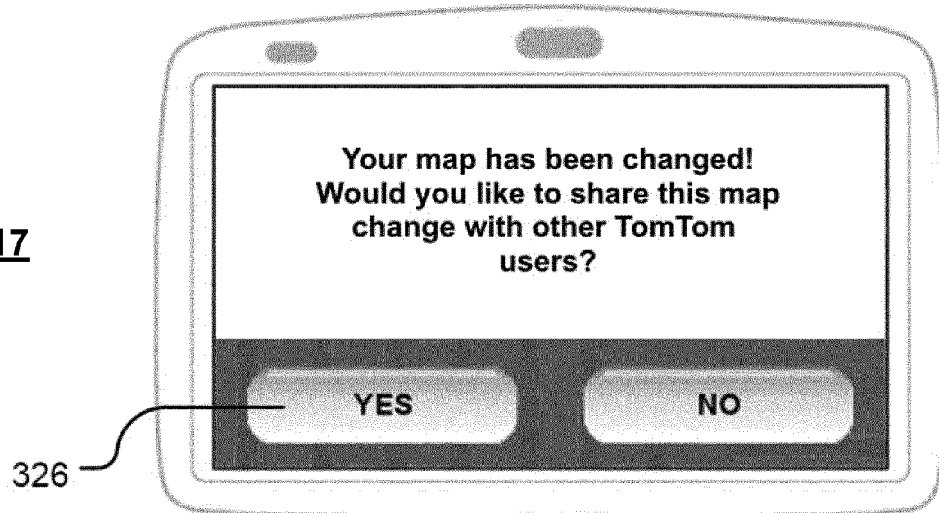 Your map has been changed!
Would you like to share this map
change with other TomTom
users?
17
YES
NO
326